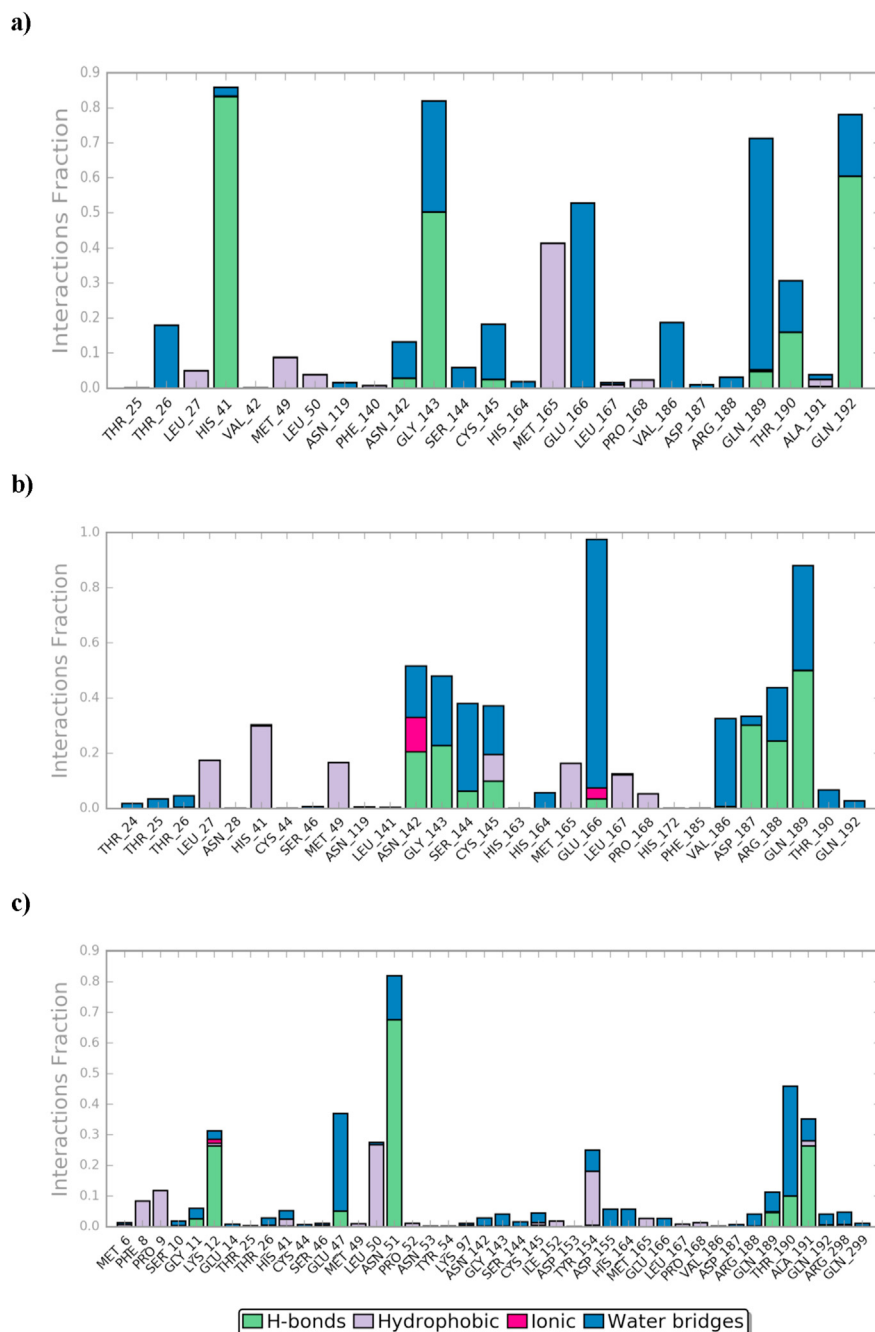 a)
0.9
0.8
0.7
0.6
0.5
0.4
0.3
0.2
0.1
0.0
Interactions Fraction
THR_25
THR_26
LEU_27
HIS_41
VAL_42
MET_49
LEU_50
ASN_119
PHE_140
ASN_142
GLY_143
SER_144
CYS_145
HIS_164
MET_165
GLU_166
LEU_167
PRO_168
VAL_186
ASP_187
ARG_188
GLN_189
THR_190
ALA_191
GLN_192
b)
1.0
0.8
0.6
0.4
0.2
0.0
Interactions Fraction
THR_24
THR_25
THR_26
LEU_27
ASN_28
HIS_41
CYS_44
SER_46
MET_49
ASN_119
LEU_141
ASN_142
GLY_143
SER_144
CYS_145
HIS_163
HIS_164
MET_165
GLU_166
LEU_167
PRO_168
HIS_172
PHE_185
VAL_186
ASP_187
ARG_188
GLN_189
THR_190
GLN_192
c)
0.9
0.8
0.7
0.6
0.5
0.4
0.3
0.2
0.1
0.0
Interactions Fraction
MET_6
PHE_8
PRO_9
SER_10
GLY_11
LYS_12
GLU_14
THR_25
THR_26
HIS_41
CYS_44
SER_46
GLU_47
MET_49
LEU_50
ASN_51
PRO_52
ASN_53
TYR_54
LYS_97
ASN_142
GLY_143
SER_144
CYS_145
ILE_152
ASP_153
TYR_154
ASP_155
HIS_164
MET_165
GLU_166
LEU_167
PRO_168
VAL_186
ASP_187
ARG_188
GLN_189
THR_190
ALA_191
GLN_192
ARG_298
GLN_299
H-bonds Hydrophobic Ionic Water bridges